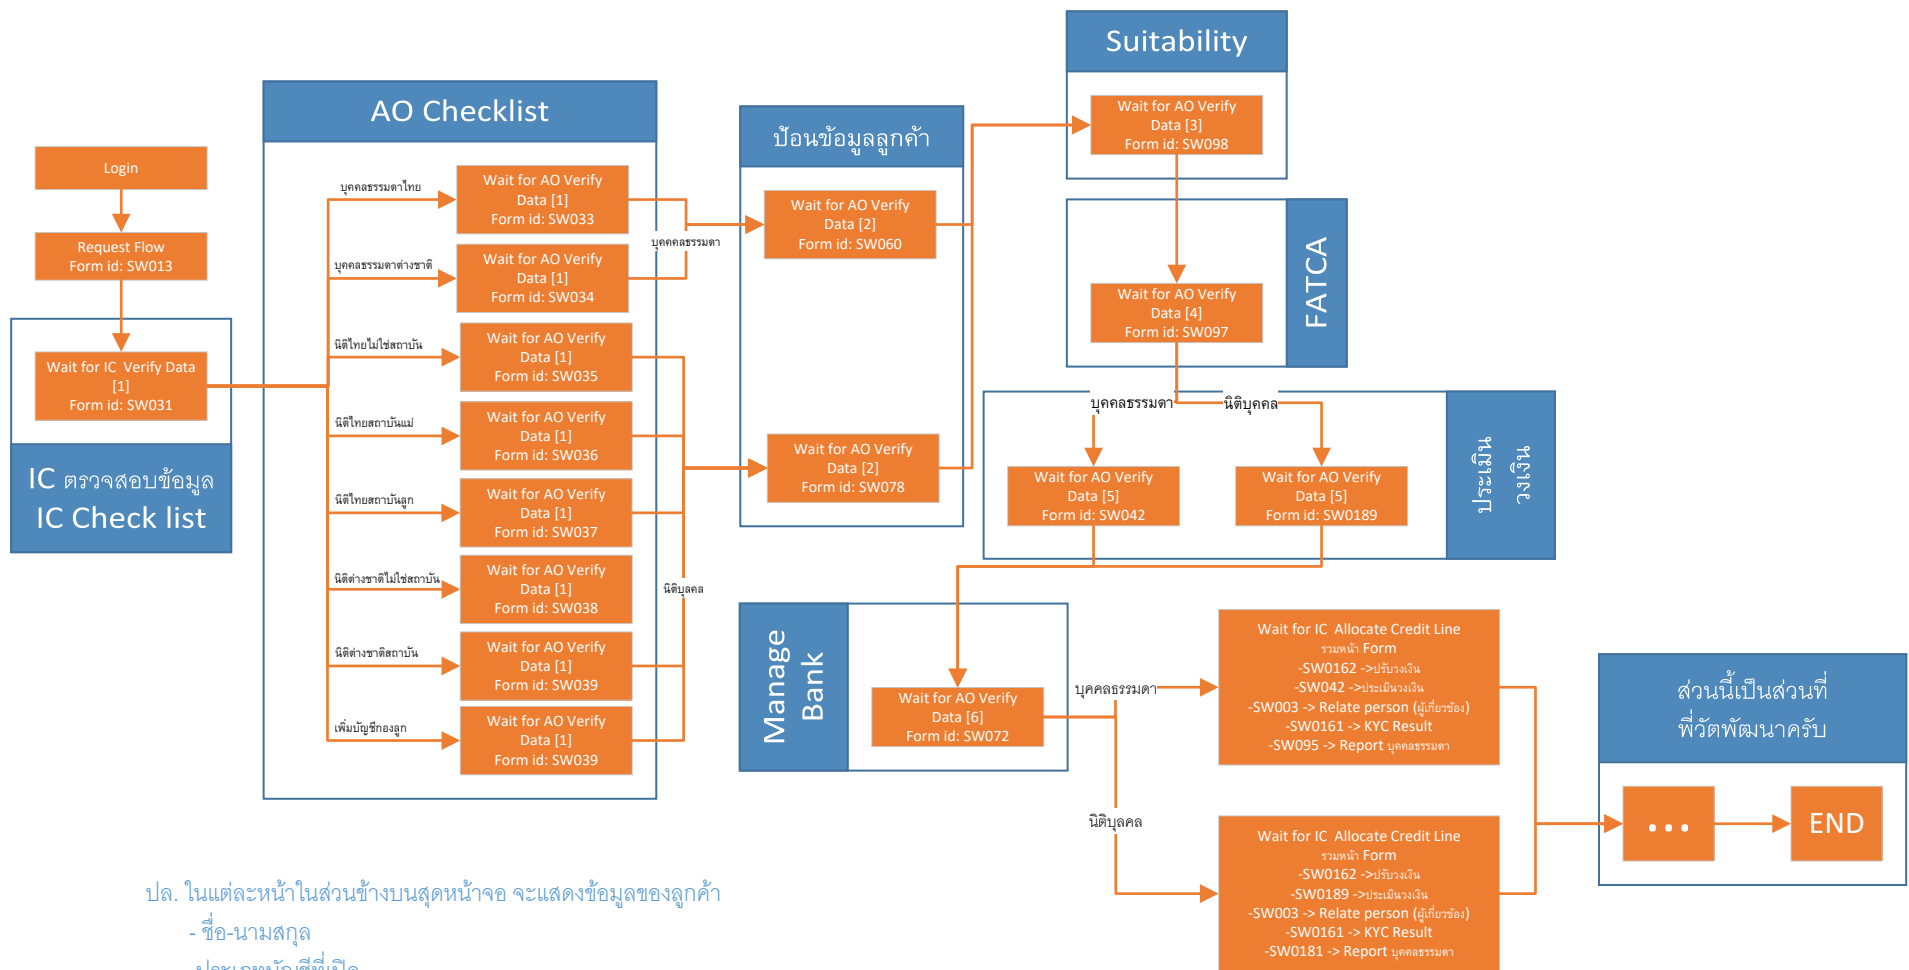 Login
Request Flow
Form id: SW013
Wait for IC  Verify Data
[1]
Form id: SW031
IC ตรวจสอบข้อมูล
IC Check list
AO Checklist
บุคคลธรรมดาไทย
Wait for AO Verify
Data [1]
Form id: SW033
บุคคลธรรมดาต่างชาติ
Wait for AO Verify
Data [1]
Form id: SW034
นิติไทยไม่ใช่สถาบัน
Wait for AO Verify
Data [1]
Form id: SW035
นิติไทยสถาบันแม่
Wait for AO Verify
Data [1]
Form id: SW036
นิติไทยสถาบันลูก
Wait for AO Verify
Data [1]
Form id: SW037
นิติต่างชาติไม่ใช่สถาบัน
Wait for AO Verify
Data [1]
Form id: SW038
นิติต่างชาติสถาบัน
Wait for AO Verify
Data [1]
Form id: SW039
เพิ่มบัญชีกองลูก
Wait for AO Verify
Data [1]
Form id: SW039
บุคคลธรรมดา
นิติบุลคล
ป้อนข้อมูลลูกค้า
Wait for AO Verify
Data [2]
Form id: SW060
Wait for AO Verify
Data [2]
Form id: SW078
Suitability
Wait for AO Verify
Data [3]
Form id: SW098
FATCA
Wait for AO Verify
Data [4]
Form id: SW097
บุคคลธรรมดา
นิติบุคคล
ประเมิน
วงเงิน
Wait for AO Verify
Data [5]
Form id: SW042
Wait for AO Verify
Data [5]
Form id: SW0189
Manage
Bank
Wait for AO Verify
Data [6]
Form id: SW072
บุคคลธรรมดา
Wait for IC  Allocate Credit Line
รวมหน้า Form
-SW0162 ->ปรับวงเงิน
-SW042 ->ประเมินวงเงิน
-SW003 -> Relate person (ผู้เกี่ยวข้อง)
-SW0161 -> KYC Result
-SW095 -> Report บุคคลธรรมดา
นิติบุลคล
Wait for IC  Allocate Credit Line
รวมหน้า Form
-SW0162 ->ปรับวงเงิน
-SW0189 ->ประเมินวงเงิน
-SW003 -> Relate person (ผู้เกี่ยวข้อง)
-SW0161 -> KYC Result
-SW0181 -> Report บุคคลธรรมดา
ส่วนนี้เป็นส่วนที่
พี่วัตพัฒนาครับ
...
END
ปล. ในแต่ละหน้าในส่วนข้างบนสุดหน้าจอ จะแสดงข้อมูลของลูกค้า
- ชื่อ-นามสกุล
-ประเภทบัญชีที่เปิด